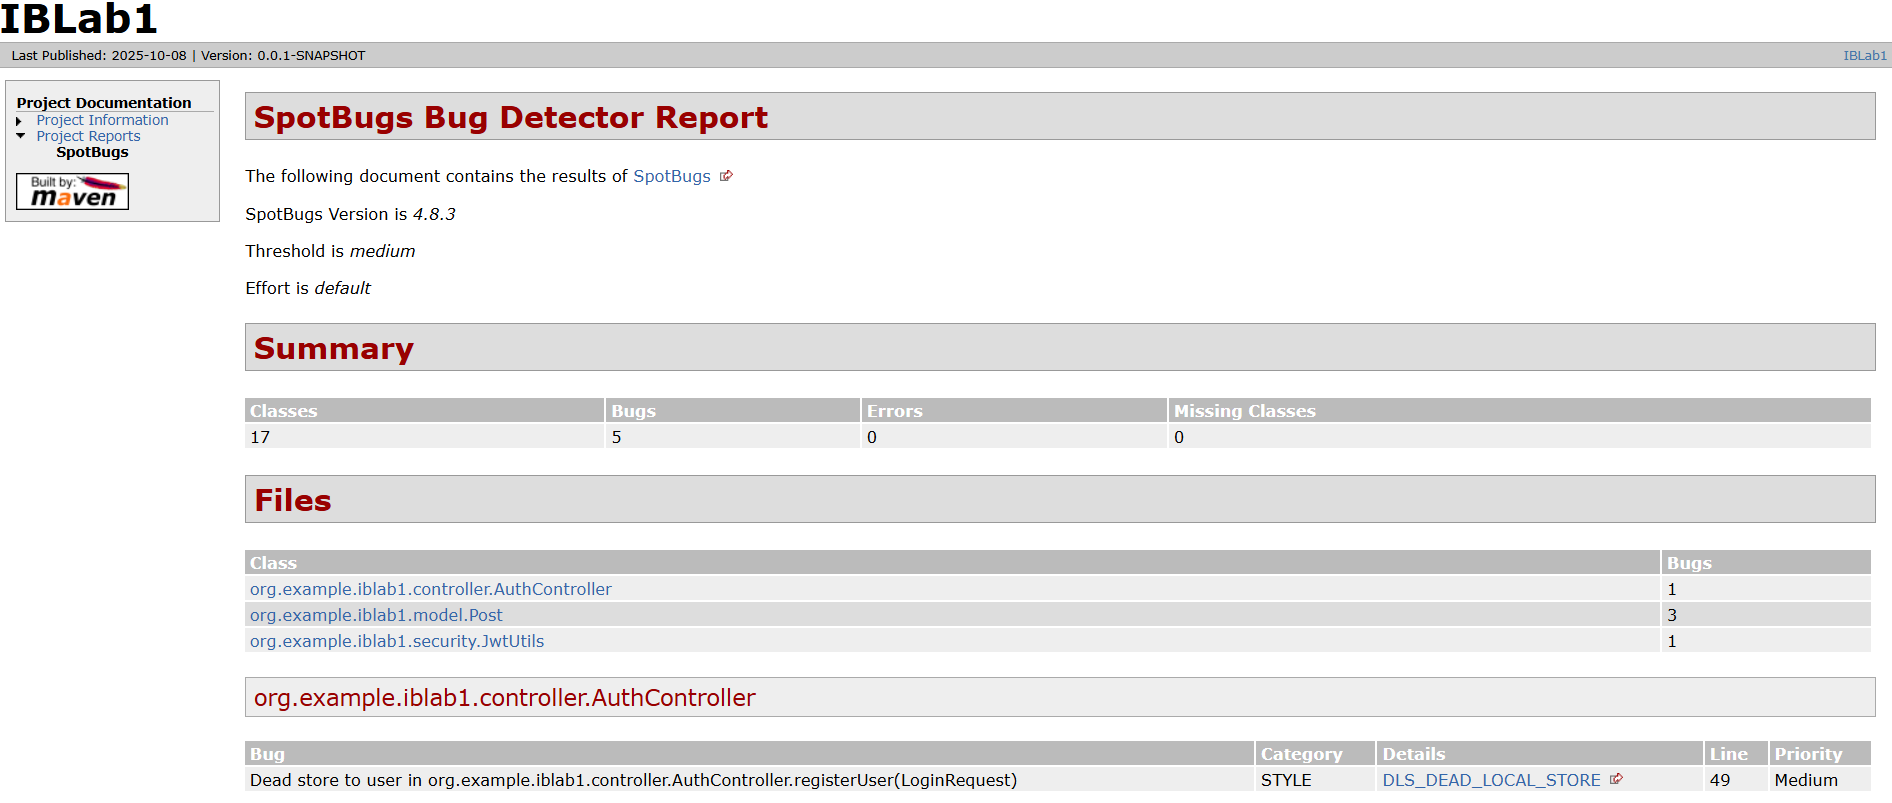 IBLab1
Last Published: 2025-10-08 | Version: 0.0.1-SNAPSHOT IBLab1
Project Documentation
Project Information
Project Reports
SpotBugs
Built by:
maven
SpotBugs Bug Detector Report
The following document contains the results of SpotBugs
SpotBugs Version is 4.8.3
Threshold is medium
Effort is default
Summary
Classes Bugs Errors Missing Classes
17 5 0 0
Files
Class Bugs
org.example.iblab1.controller.AuthController 1
org.example.iblab1.model.Post 3
org.example.iblab1.security.JwtUtils 1
org.example.iblab1.controller.AuthController
Bug Category Details Line Priority
Dead store to user in org.example.iblab1.controller.AuthController.registerUser(LoginRequest) STYLE DLS_DEAD_LOCAL_STORE 49 Medium